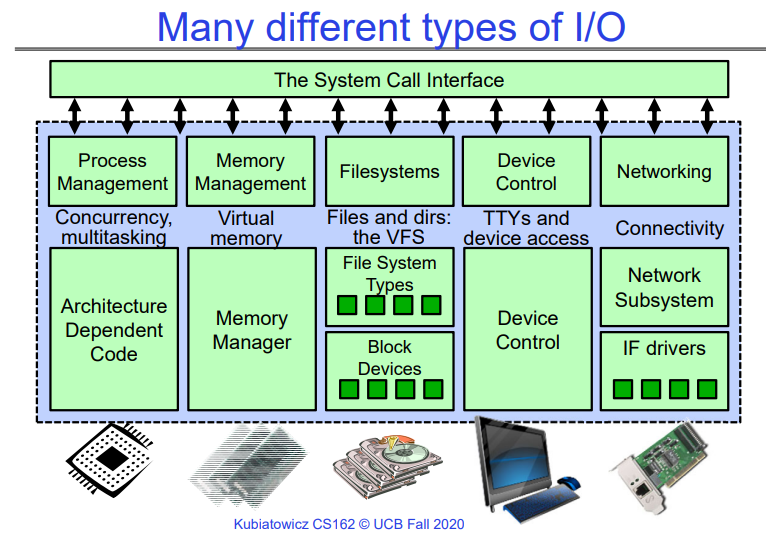 Many different types of I/O
The System Call Interface
Process
Management
Memory
Management
Filesystems
Device
Control
Networking
Concurrency,
multitasking
Virtual
memory
Files and dirs:
the VFS
TTYs and
device access
Connectivity
Architecture
Dependent
Code
Memory
Manager
File System
Types
Block
Devices
Device
Control
Network
Subsystem
IF drivers
Kubiatowicz CS162 © UCB Fall 2020